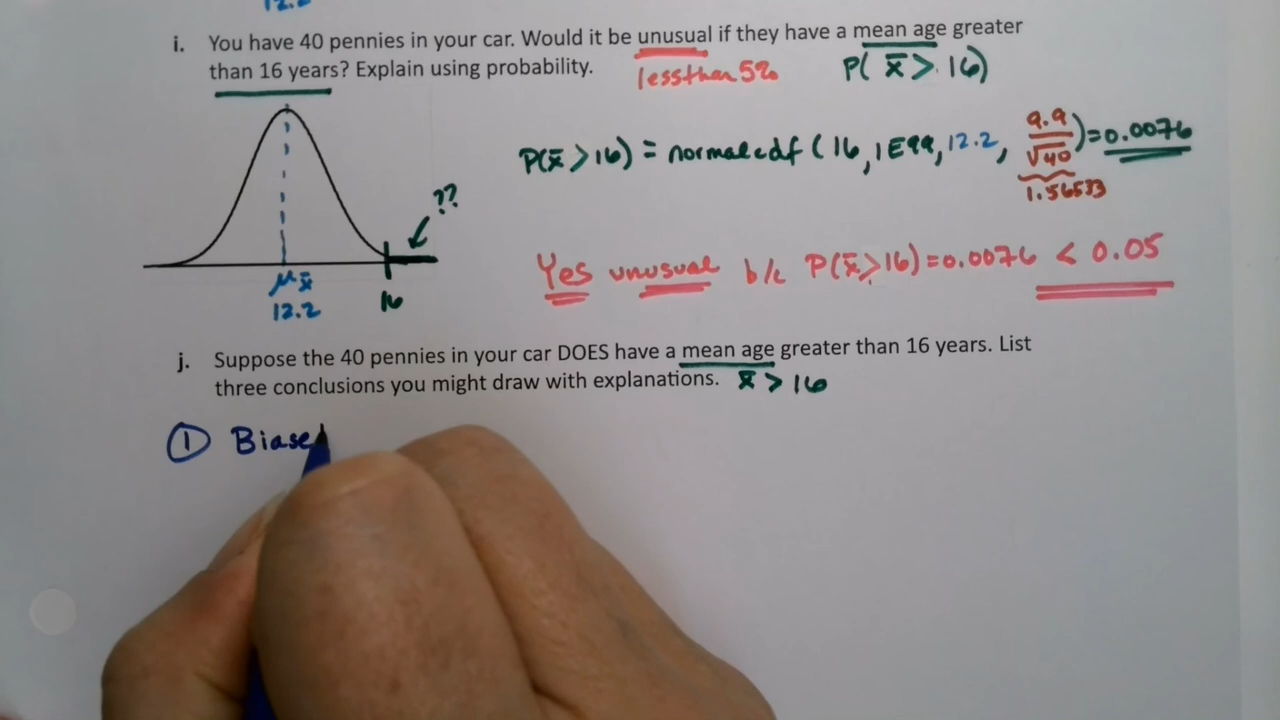 12.2
i. You have 40 pennies in your car. Would it be unusual if they have a mean age greater
than 16 years? Explain using probability. less than 5% P( x̄ > 16)
P(x̄ > 16) = normalcdf (16, 1E99, 12.2, 9.9/√40) = 0.0076
1.56533
??
Yes unusual b/c P(x̄ > 16) = 0.0076 < 0.05
μx̄ 16
12.2
j. Suppose the 40 pennies in your car DOES have a mean age greater than 16 years. List
three conclusions you might draw with explanations. x̄ > 16
① Biase